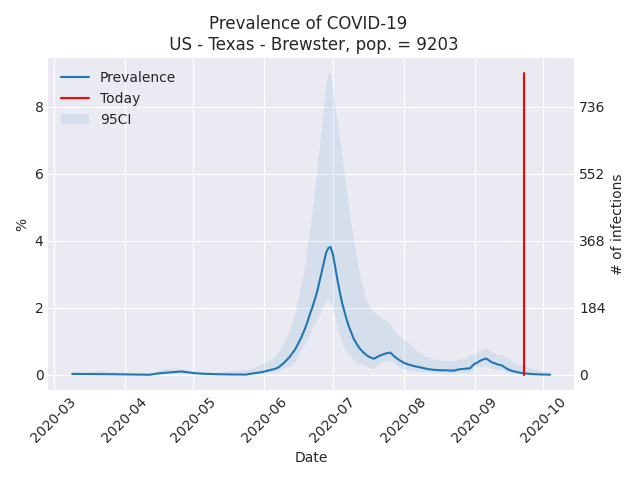 Prevalence of COVID-19
US - Texas - Brewster, pop. = 9203
Prevalence
Today
95CI
8
6
4
2
0
%
736
552
368
184
0
# of infections
2020-03
2020-04
2020-05
2020-06
2020-07
2020-08
2020-09
2020-10
Date